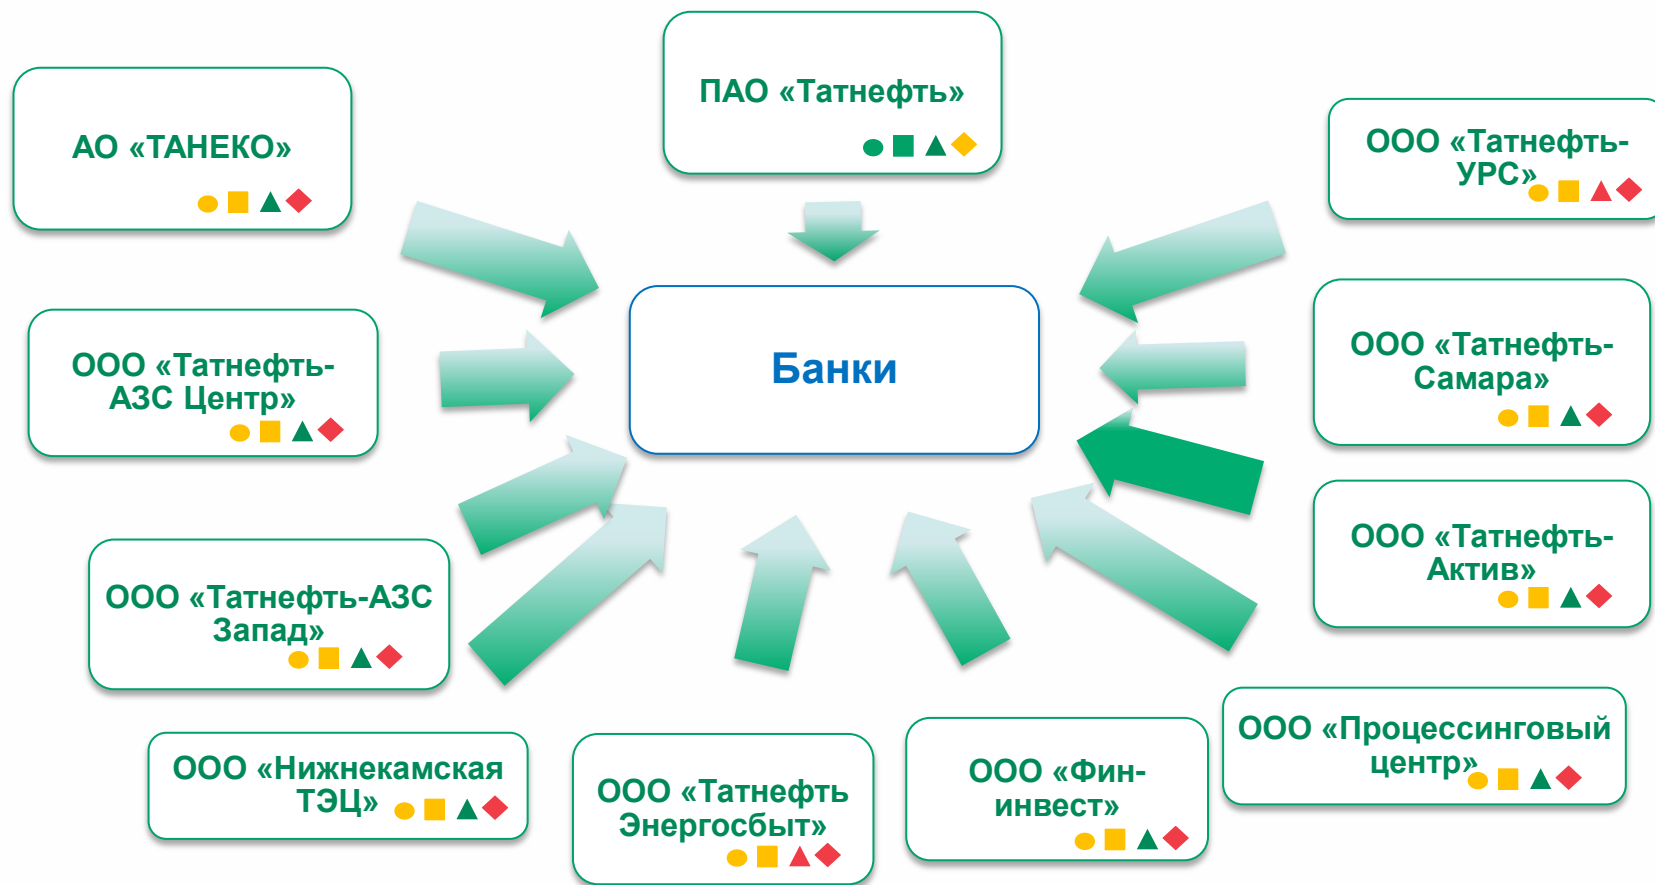 ПАО «Татнефть»
АО «ТАНЕКО»
ООО «Татнефть-
УРС»
ООО «Татнефть-
АЗС Центр»
Банки
ООО «Татнефть-
Самара»
ООО «Татнефть-АЗС
Запад»
ООО «Татнефть-
Актив»
ООО «Нижнекамская
ТЭЦ»
ООО «Татнефть
Энергосбыт»
ООО «Фин-
инвест»
ООО «Процессинговый
центр»